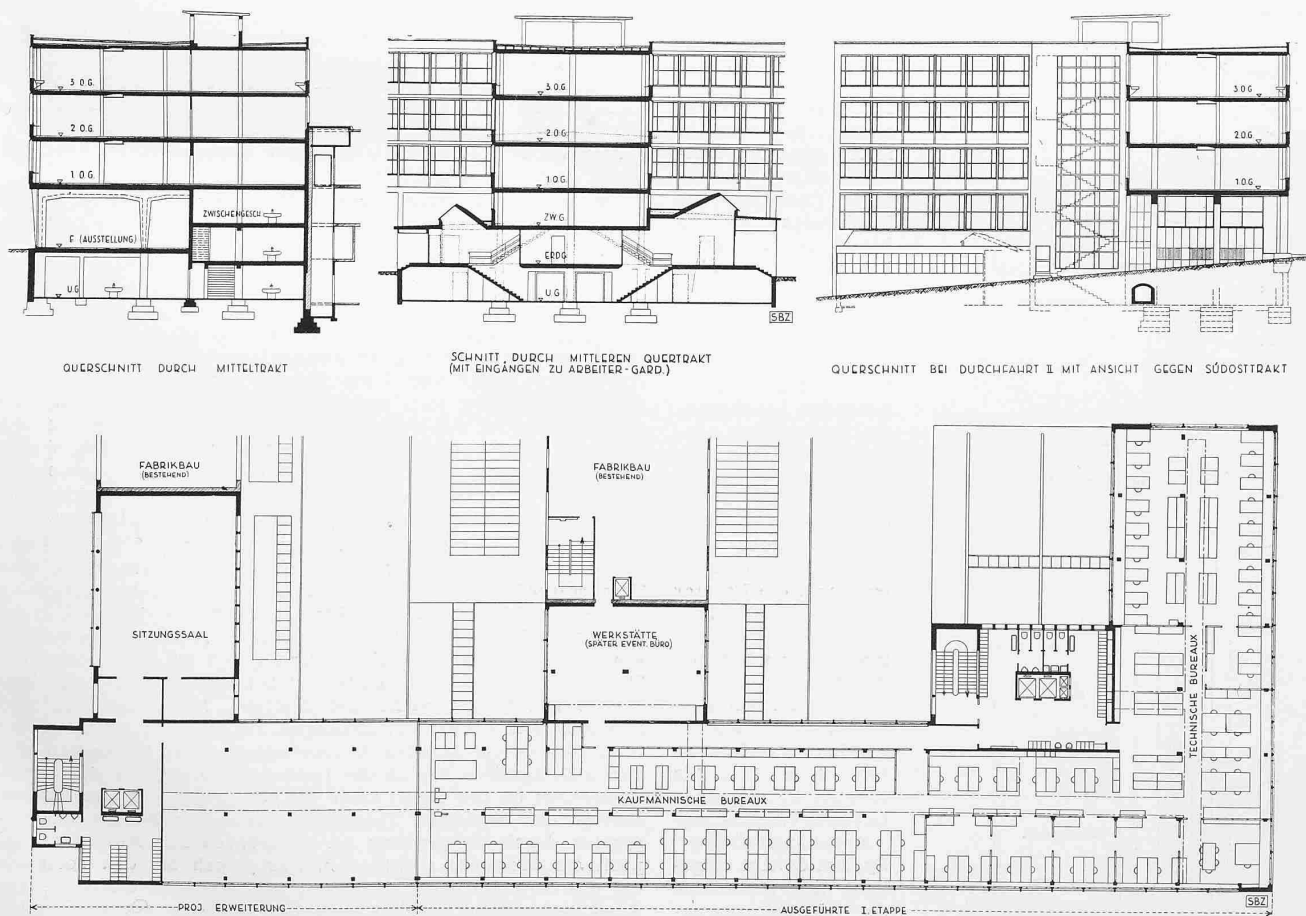 3 O.G.
2 O.G.
1 O.G.
ZWISCHENGESCH.
E (AUSSTELLUNG)
U.G.
QUERSCHNITT DURCH MITTELTRAKT
3.O.G.
2.O.G.
1.O.G.
ZW.G.
ERDG.
U.G.
SBZ
SCHNITT DURCH MITTLEREN QUERTRAKT
(MIT EINGÄNGEN ZU ARBEITER-GARD.)
3.O.G.
2.O.G.
1.O.G.
QUERSCHNITT BEI DURCHFAHRT II MIT ANSICHT GEGEN SÜDOSTTRAKT
FABRIKBAU
(BESTEHEND)
SITZUNGSSAAL
FABRIKBAU
(BESTEHEND)
WERKSTÄTTE
(SPÄTER EVENT. BÜRO)
TECHNISCHE BUREAUX
KAUFMÄNNISCHE BUREAUX
PROJ. ERWEITERUNG
AUSGEFÜHRTE I. ETAPPE
SBZ